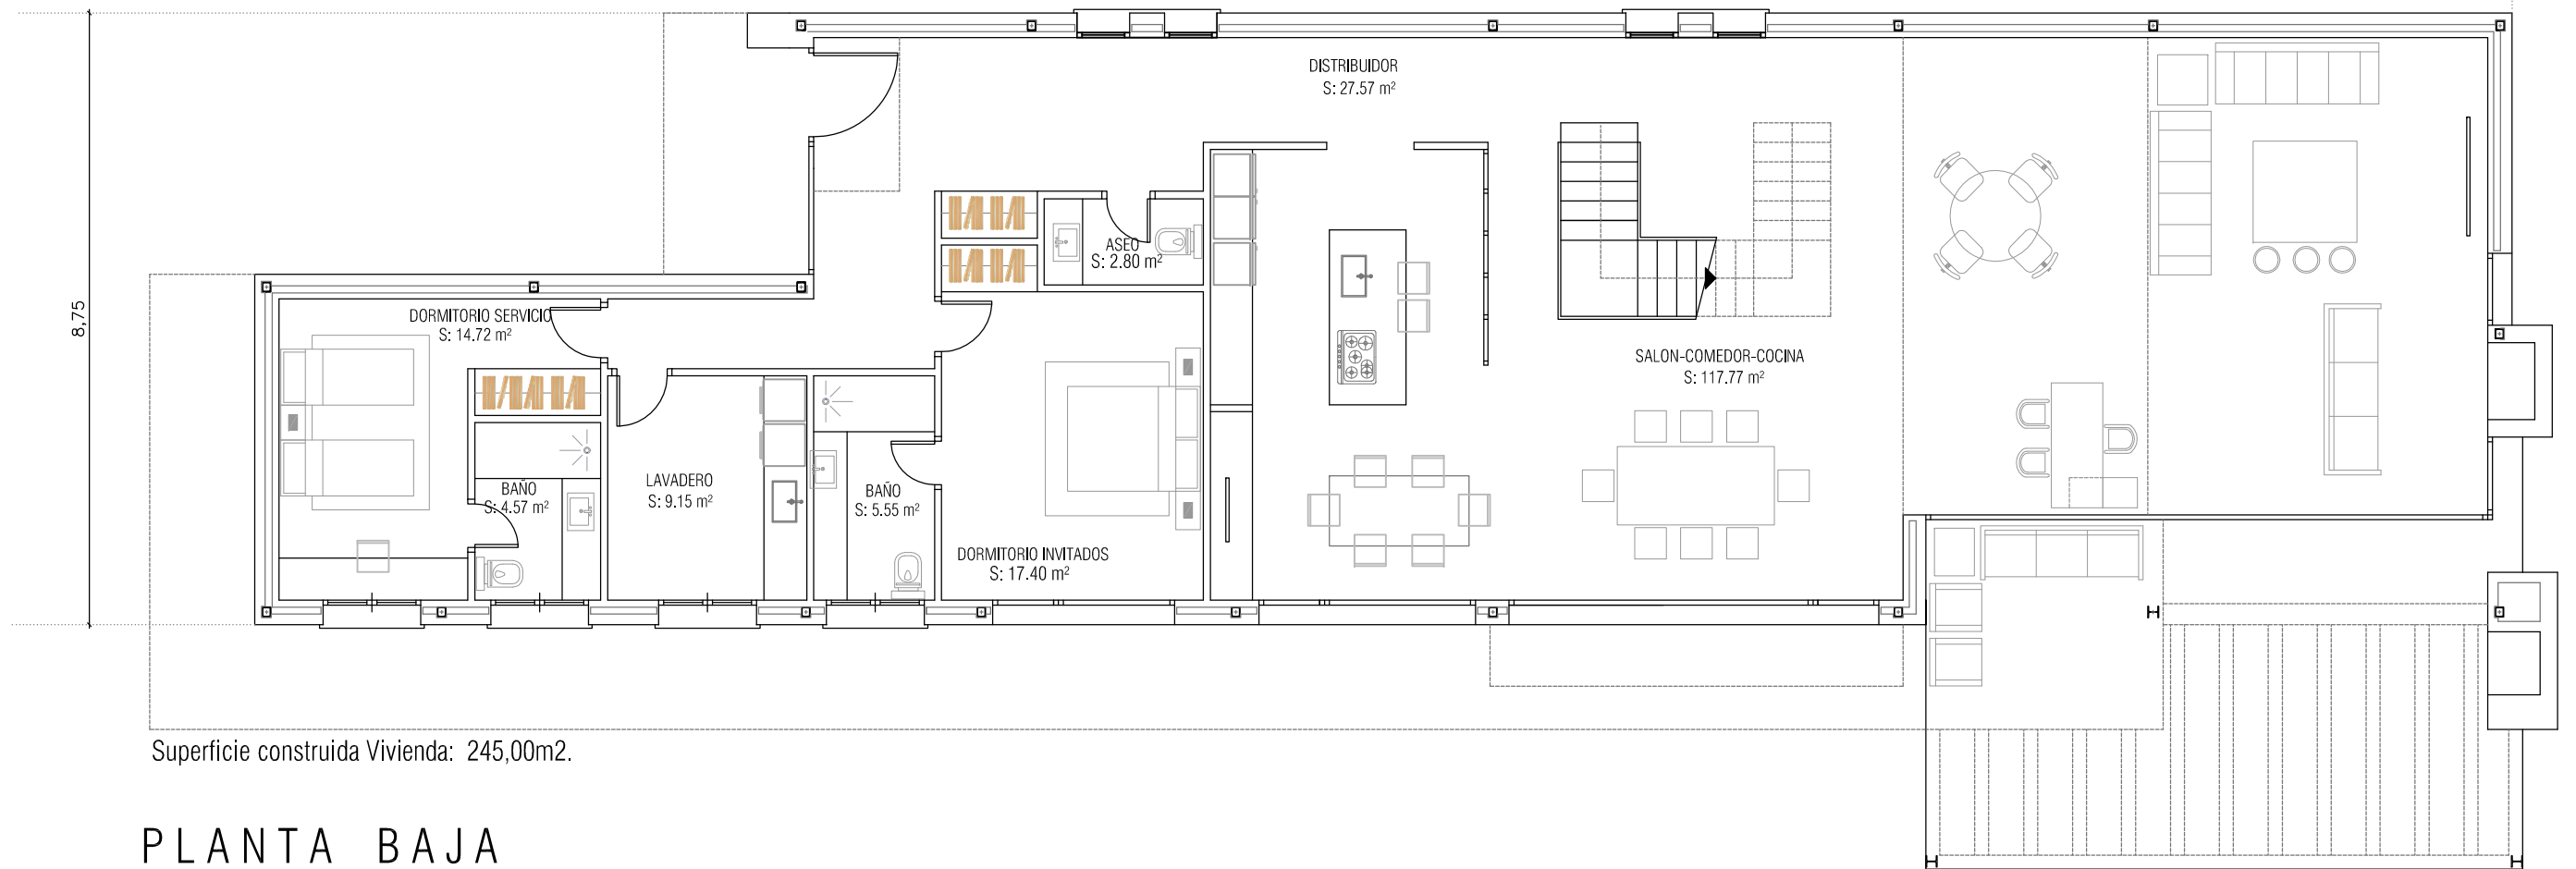 DISTRIBUIDOR
S: 27.57 m²
ASEO
S: 2.80 m²
8,75
DORMITORIO SERVICIO
S: 14.72 m²
SALON-COMEDOR-COCINA
S: 117.77 m²
BAÑO
S: 4.57 m²
LAVADERO
S: 9.15 m²
BAÑO
S: 5.55 m²
DORMITORIO INVITADOS
S: 17.40 m²
Superficie construida Vivienda: 245,00m2.
PLANTA BAJA